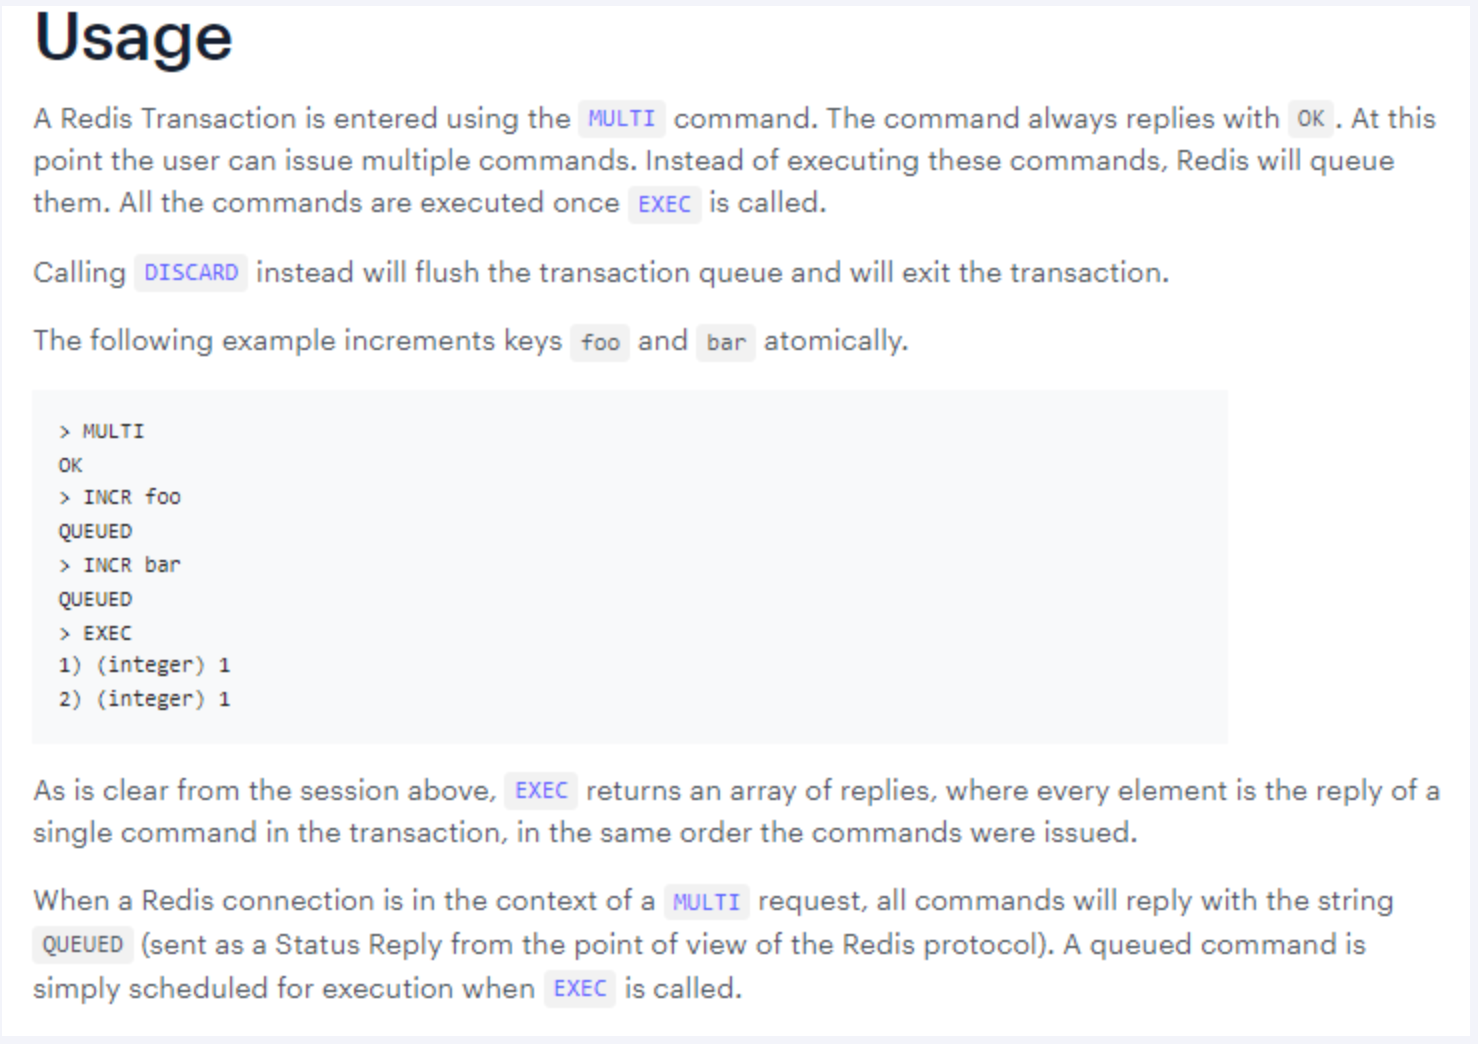 Usage
A Redis Transaction is entered using the MULTI command. The command always replies with OK. At this
point the user can issue multiple commands. Instead of executing these commands, Redis will queue
them. All the commands are executed once EXEC is called.
Calling DISCARD instead will flush the transaction queue and will exit the transaction.
The following example increments keys foo and bar atomically.
> MULTI
OK
> INCR foo
QUEUED
> INCR bar
QUEUED
> EXEC
1) (integer) 1
2) (integer) 1
As is clear from the session above, EXEC returns an array of replies, where every element is the reply of a
single command in the transaction, in the same order the commands were issued.
When a Redis connection is in the context of a MULTI request, all commands will reply with the string
QUEUED (sent as a Status Reply from the point of view of the Redis protocol). A queued command is
simply scheduled for execution when EXEC is called.